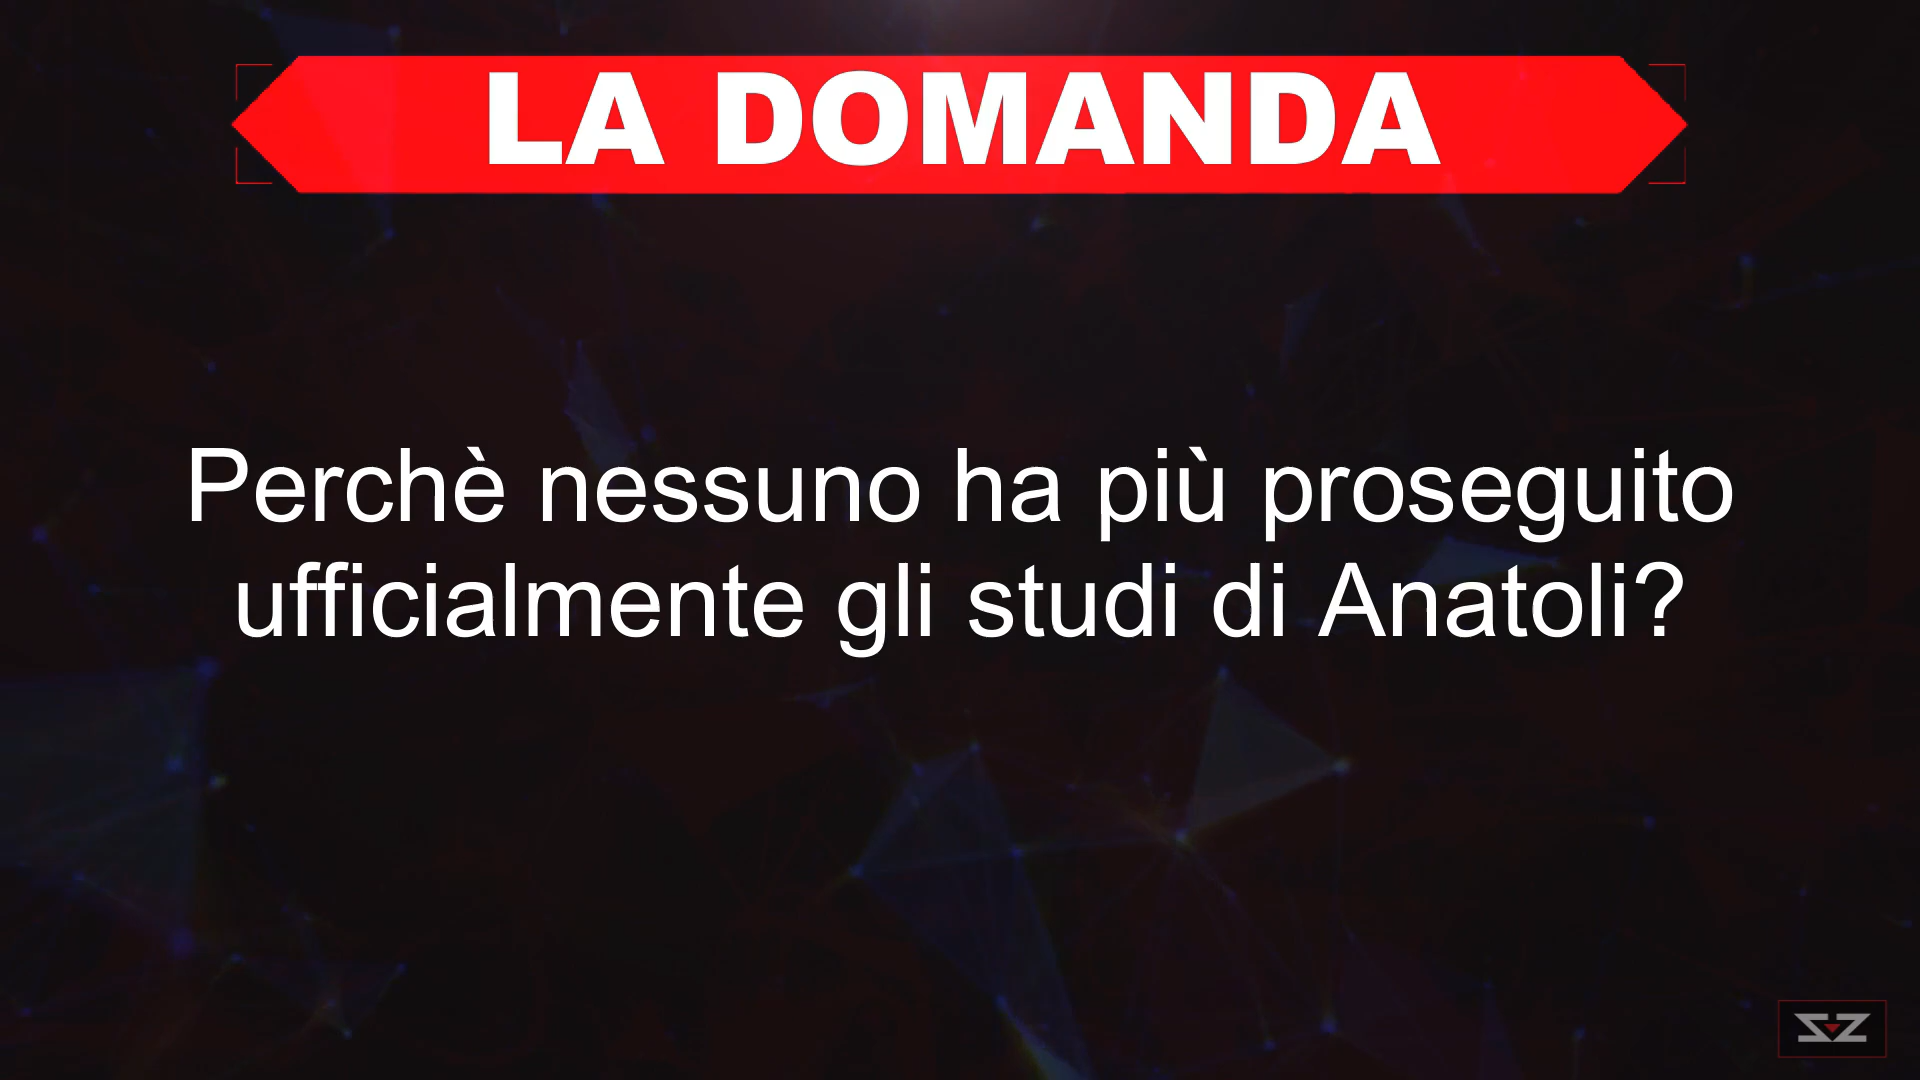 LA DOMANDA
Perchè nessuno ha più proseguito
ufficialmente gli studi di Anatoli?